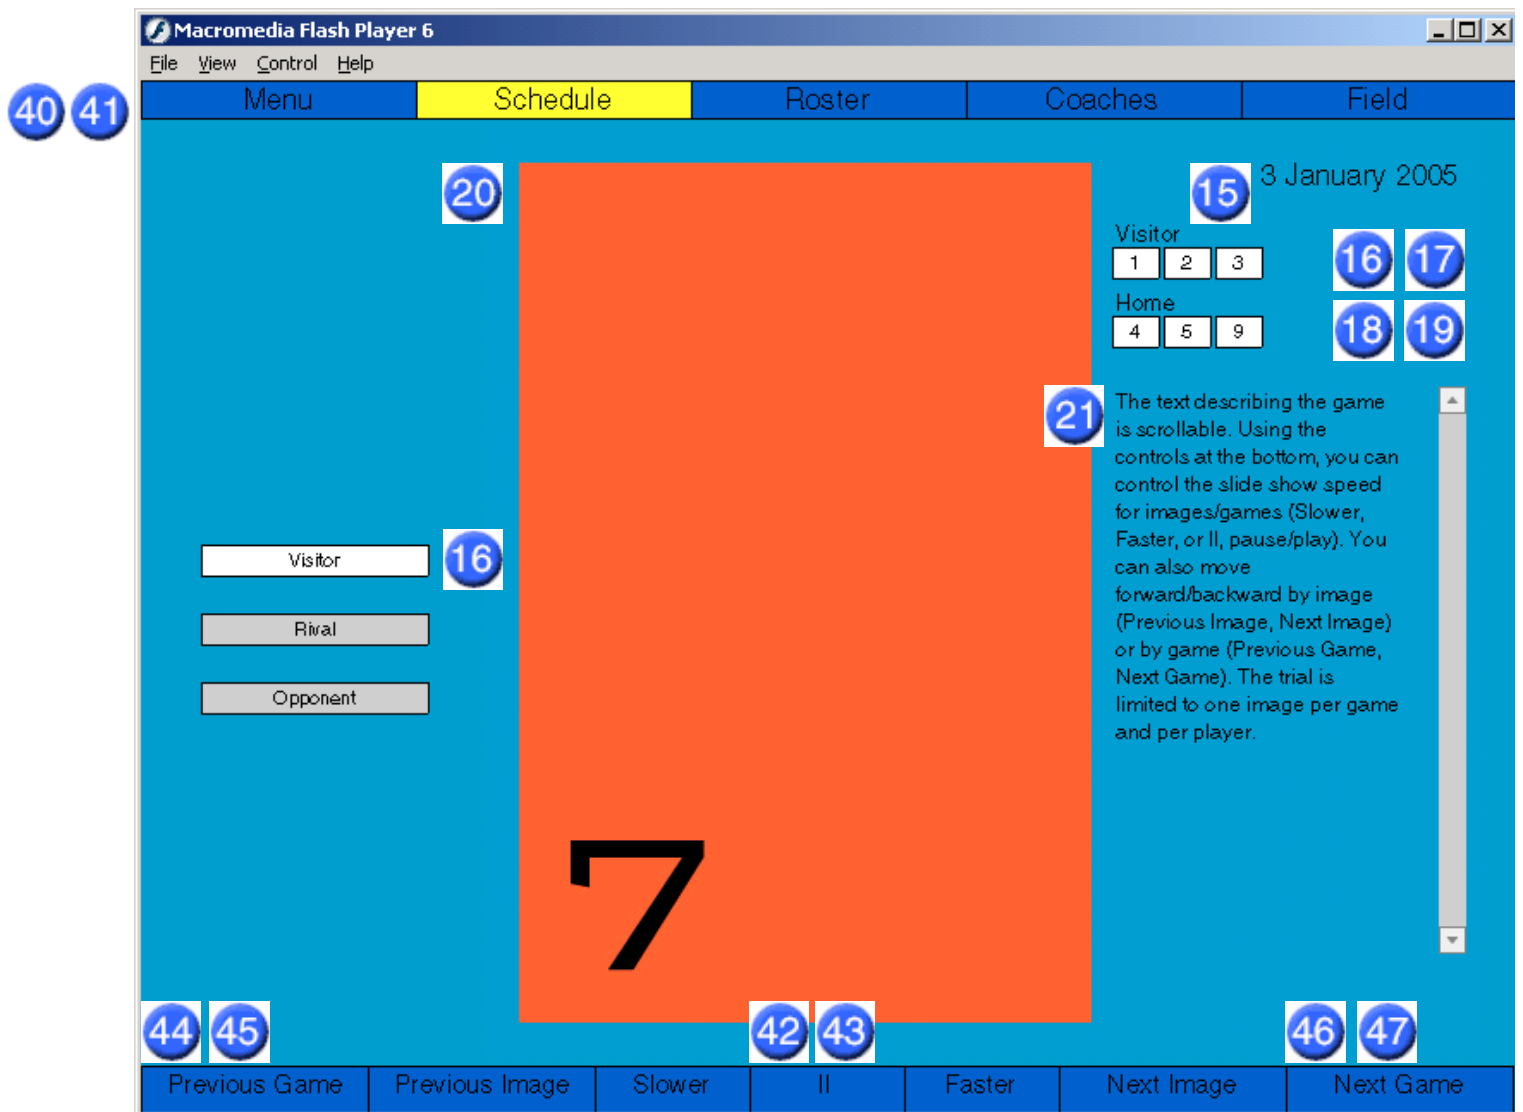 Macromedia Flash Player 6
File View Control Help
40 41
Menu Schedule Roster Coaches Field
20
15
3 January 2005
Visitor
1 2 3
16 17
Home
4 5 9
18 19
21
The text describing the game
is scrollable. Using the
controls at the bottom, you can
control the slide show speed
for images/games (Slower,
Faster, or II, pause/play). You
can also move
forward/backward by image
(Previous Image, Next Image)
or by game (Previous Game,
Next Game). The trial is
limited to one image per game
and per player.
Visitor
16
Rival
Opponent
7
44 45
42 43
46 47
Previous Game Previous Image Slower II Faster Next Image Next Game